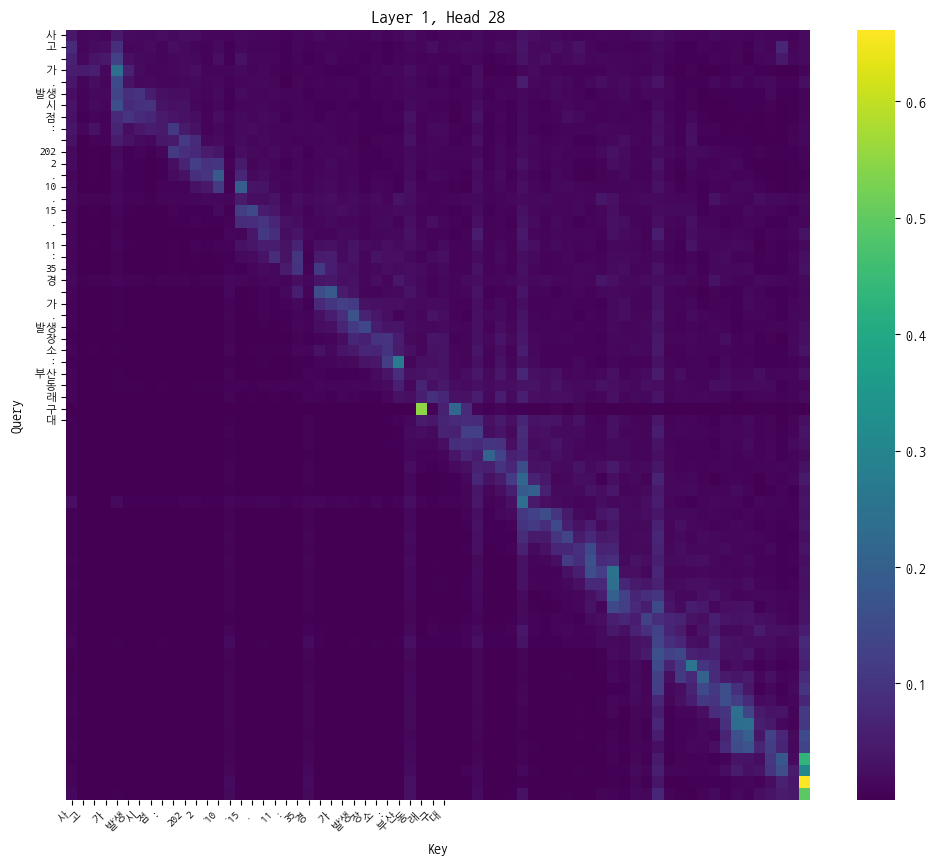 Layer 1, Head 28
사
고
가
.
발생
시
점
:
202
2
.
10
.
15
.
11
:
35
경
가
.
발생
장
소
:
부산
동
래
구
대
Query
0.6
0.5
0.4
0.3
0.2
0.1
사 고 가 발생 시 점 : 202 2 10 15 . 11 : 35 경 가 발생 장 소 : 부산 동 래 구 대
Key